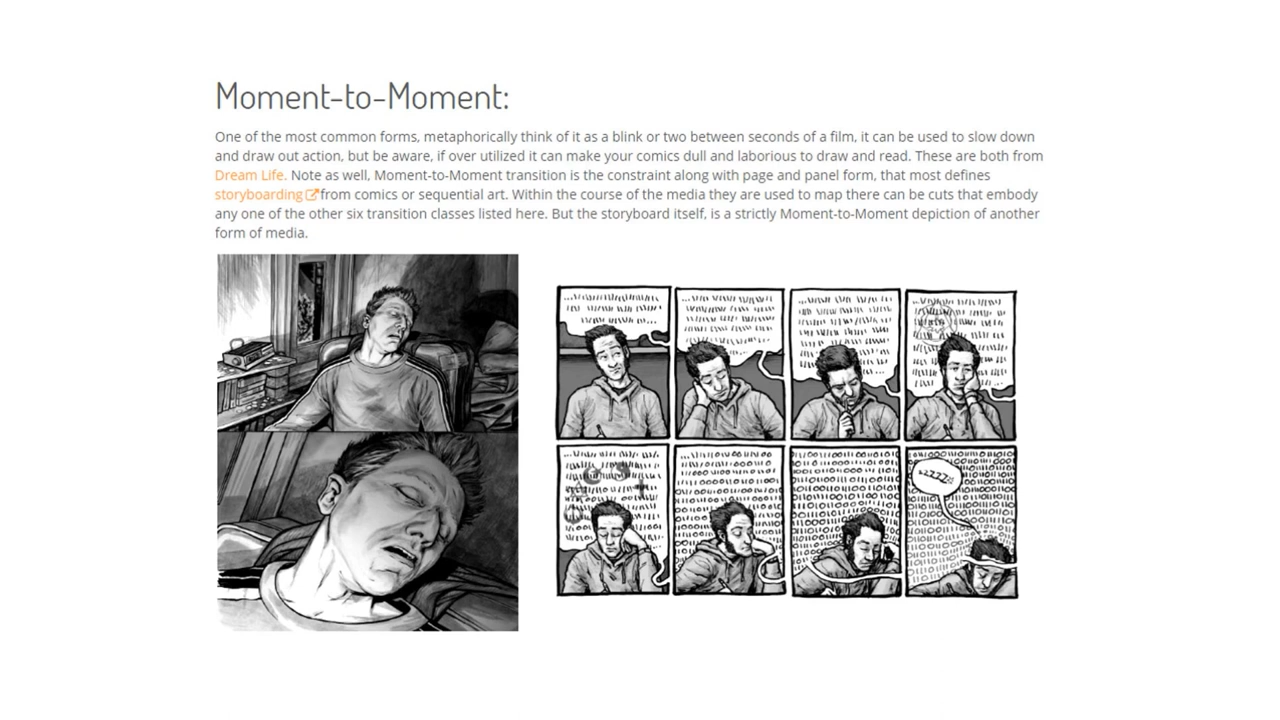 Moment-to-Moment:
One of the most common forms, metaphorically think of it as a blink or two between seconds of a film, it can be used to slow down
and draw out action, but be aware, if over utilized it can make your comics dull and laborious to draw and read. These are both from
Dream Life. Note as well, Moment-to-Moment transition is the constraint along with page and panel form, that most defines
storyboarding from comics or sequential art. Within the course of the media they are used to map there can be cuts that embody
any one of the other six transition classes listed here. But the storyboard itself, is a strictly Moment-to-Moment depiction of another
form of media.